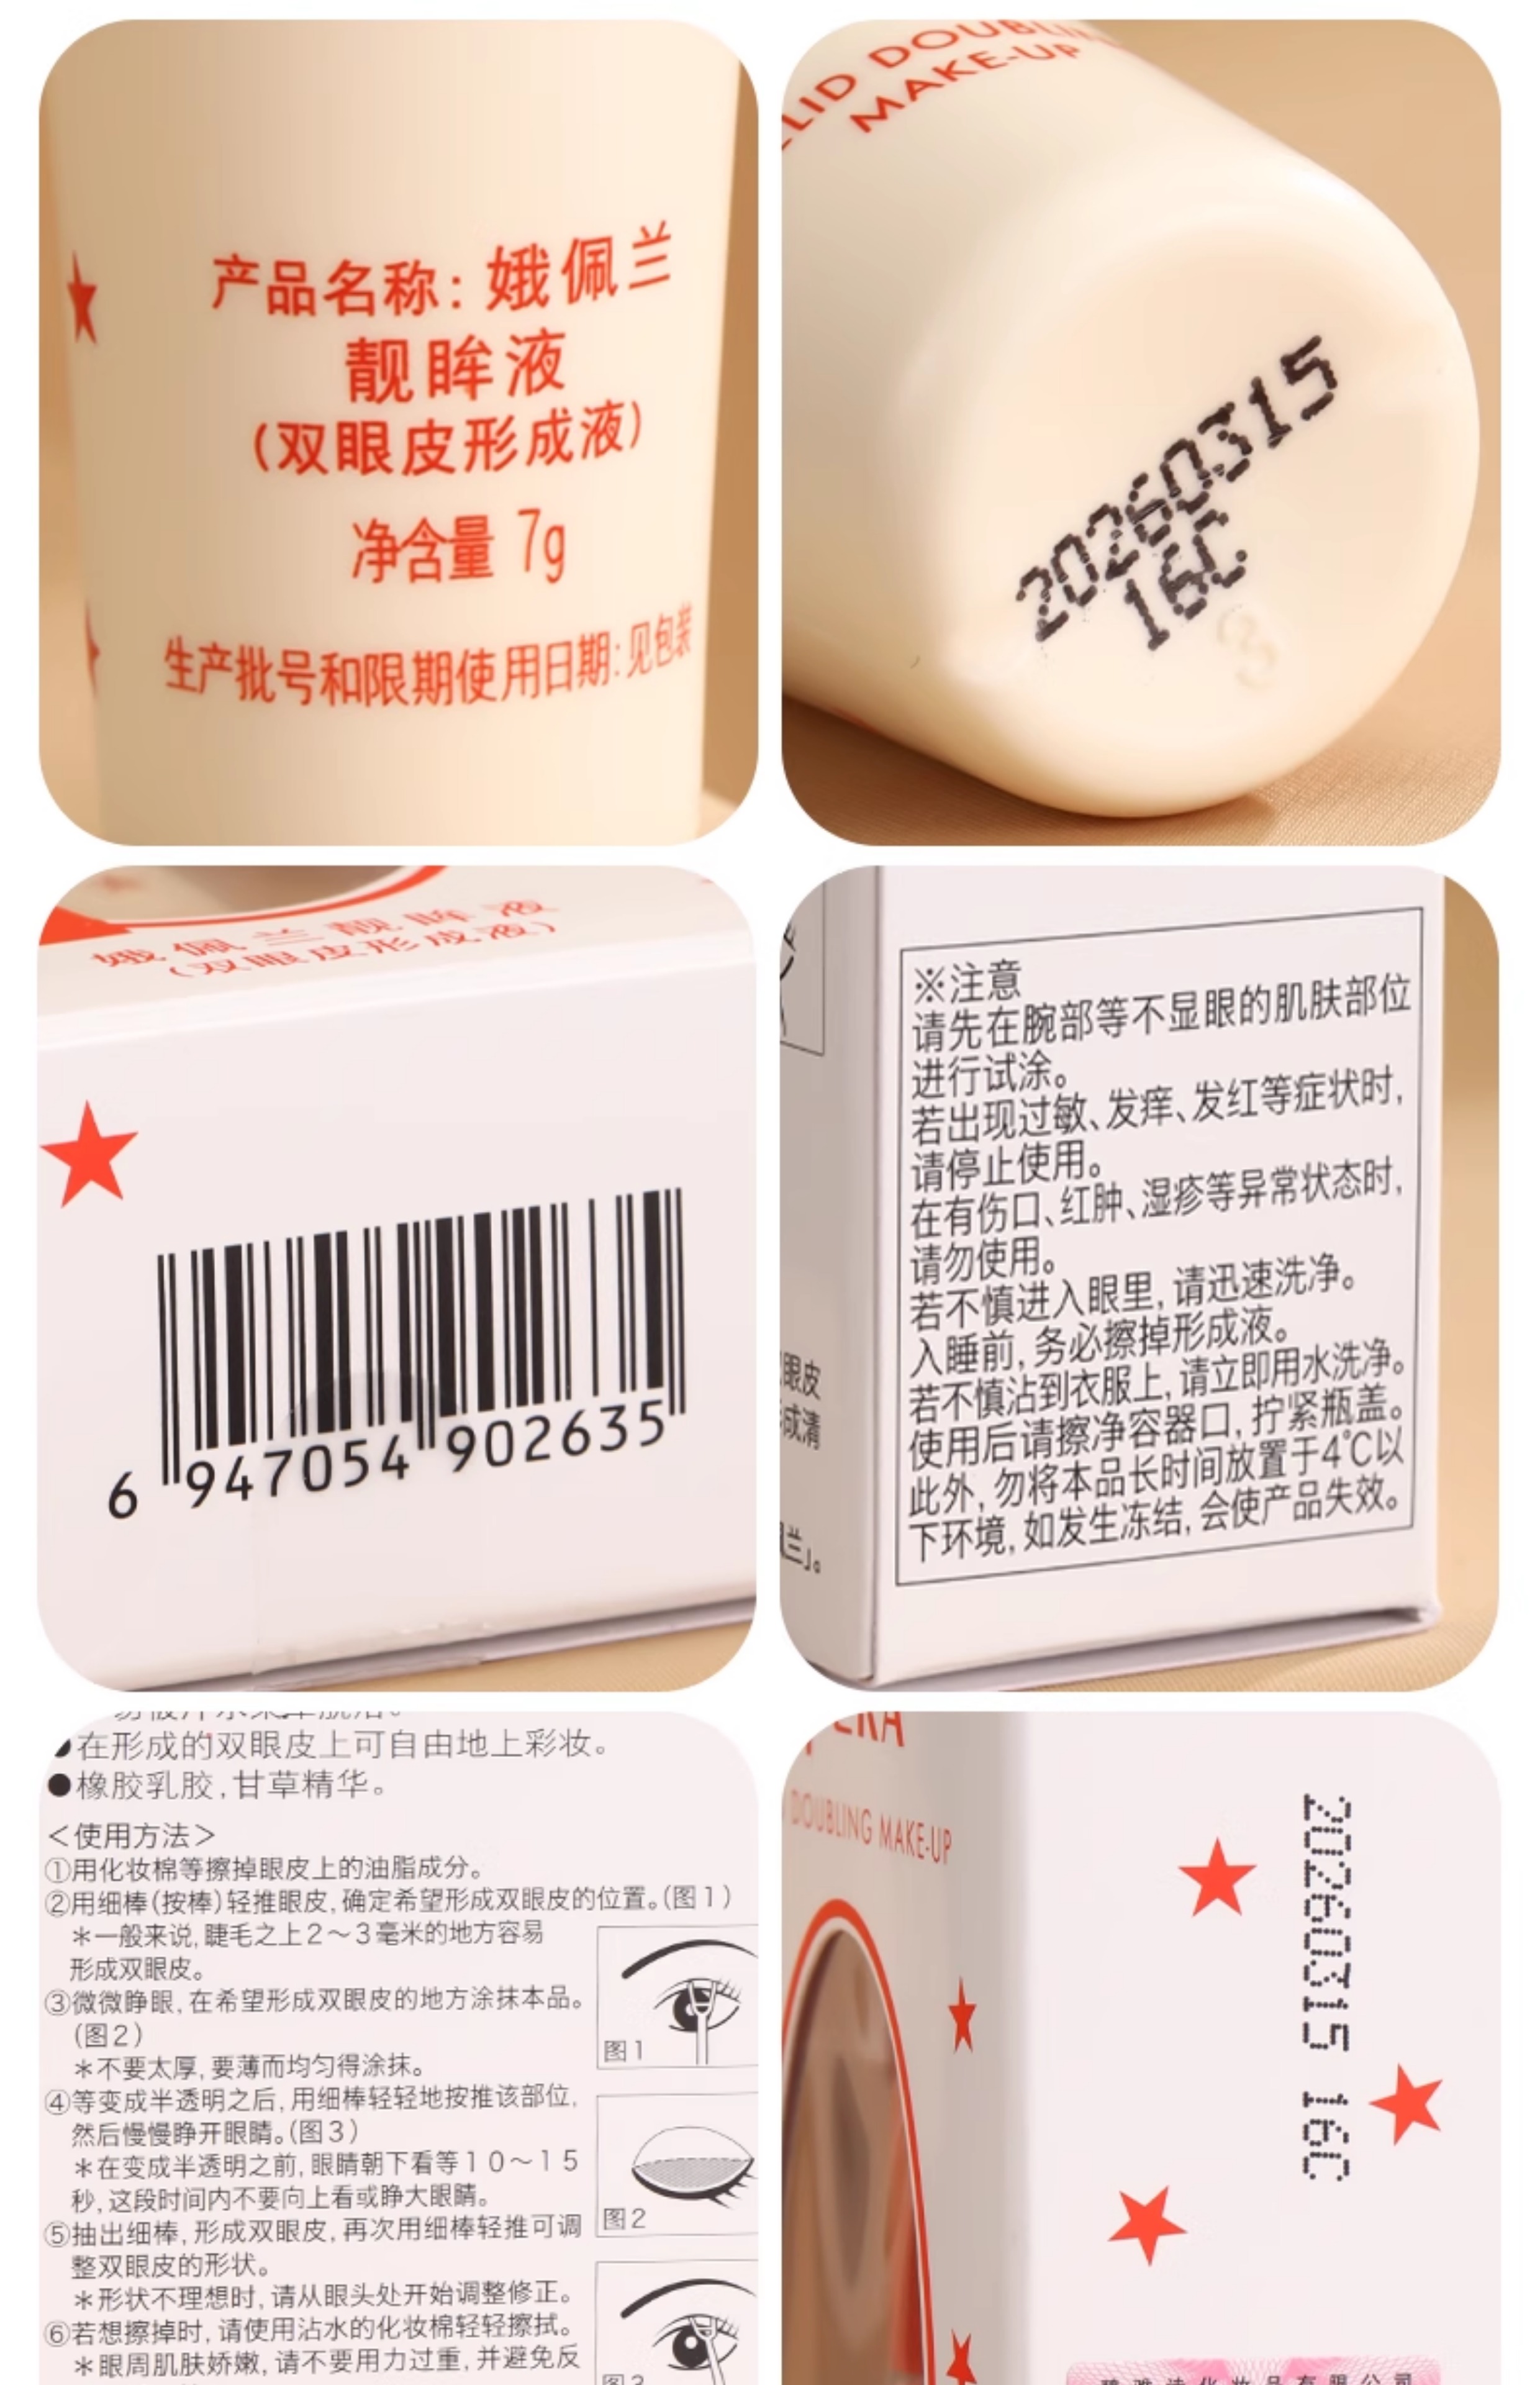 产品名称：娥佩兰
靓眸液
（双眼皮形成液）
净含量 7g
生产批号和限期使用日期：见包装
LID DOUBLING
MAKE-UP
20260315
16C
娥佩兰靓眸液
（双眼皮形成液）
6 947054 902635
※注意
请先在腕部等不显眼的肌肤部位
进行试涂。
若出现过敏、发痒、发红等症状时，
请停止使用。
在有伤口、红肿、湿疹等异常状态时，
请勿使用。
若不慎进入眼里，请迅速洗净。
入睡前，务必擦掉形成液。
若不慎沾到衣服上，请立即用水洗净。
使用后请擦净容器口，拧紧瓶盖。
此外，勿将本品长时间放置于4℃以
下环境，如发生冻结，会使产品失效。
眼皮
成清
兰」。
●在形成的双眼皮上可自由地上彩妆。
●橡胶乳胶，甘草精华。
＜使用方法＞
①用化妆棉等擦掉眼皮上的油脂成分。
②用细棒（按棒）轻推眼皮，确定希望形成双眼皮的位置。（图1）
＊一般来说，睫毛之上2～3毫米的地方容易
形成双眼皮。
③微微睁眼，在希望形成双眼皮的地方涂抹本品。
（图2）
＊不要太厚，要薄而均匀得涂抹。
④等变成半透明之后，用细棒轻轻地按推该部位，
然后慢慢睁开眼睛。（图3）
＊在变成半透明之前，眼睛朝下看等10～15
秒，这段时间内不要向上看或睁大眼睛。
⑤抽出细棒，形成双眼皮，再次用细棒轻推可调
整双眼皮的形状。
＊形状不理想时，请从眼头处开始调整修正。
⑥若想擦掉时，请使用沾水的化妆棉轻轻擦拭。
＊眼周肌肤娇嫩，请不要用力过重，并避免反
图1
图2
图3
ERA
DOUBLING MAKE-UP
20260315 16C
化妆品有限公司